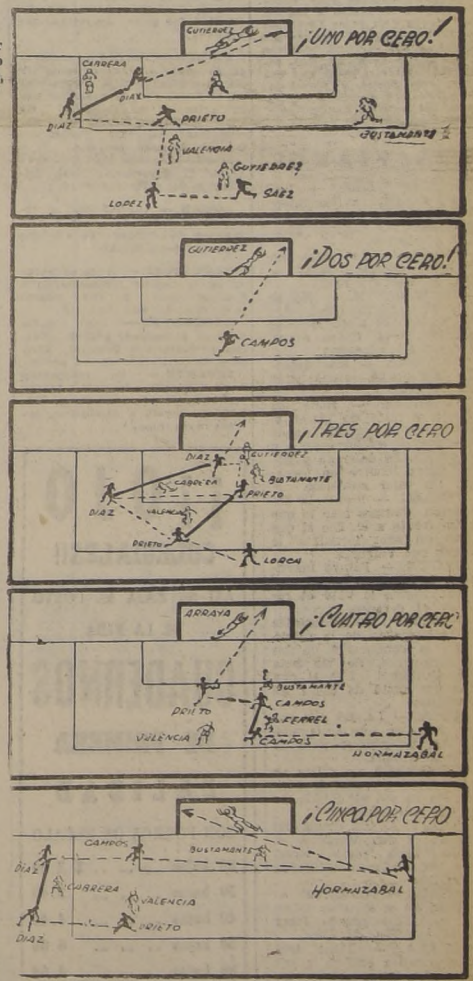 GUTIERREZ
¡UNO POR CERO!
CABRERA
DIAZ
DIAZ
PRIETO
BUSTAMANTE
VALENCIA
GUTIERREZ
LOPEZ
SAEZ
GUTIERREZ
¡DOS POR CERO!
CAMPOS
¡TRES POR CERO
DIAZ
GUTIERREZ
CABRERA
BUSTAMANTE
DIAZ
PRIETO
VALENCIA
PRIETO
LORCA
ARRAYA
¡CUATRO POR CERO
BUSTAMANTE
PRIETO
CAMPOS
FERREL
VALENCIA
CAMPOS
HORMAZABAL
¡CINCO POR CERO
CAMPOS
BUSTAMANTE
DIAZ
CABRERA
HORMAZABAL
VALENCIA
PRIETO
DIAZ